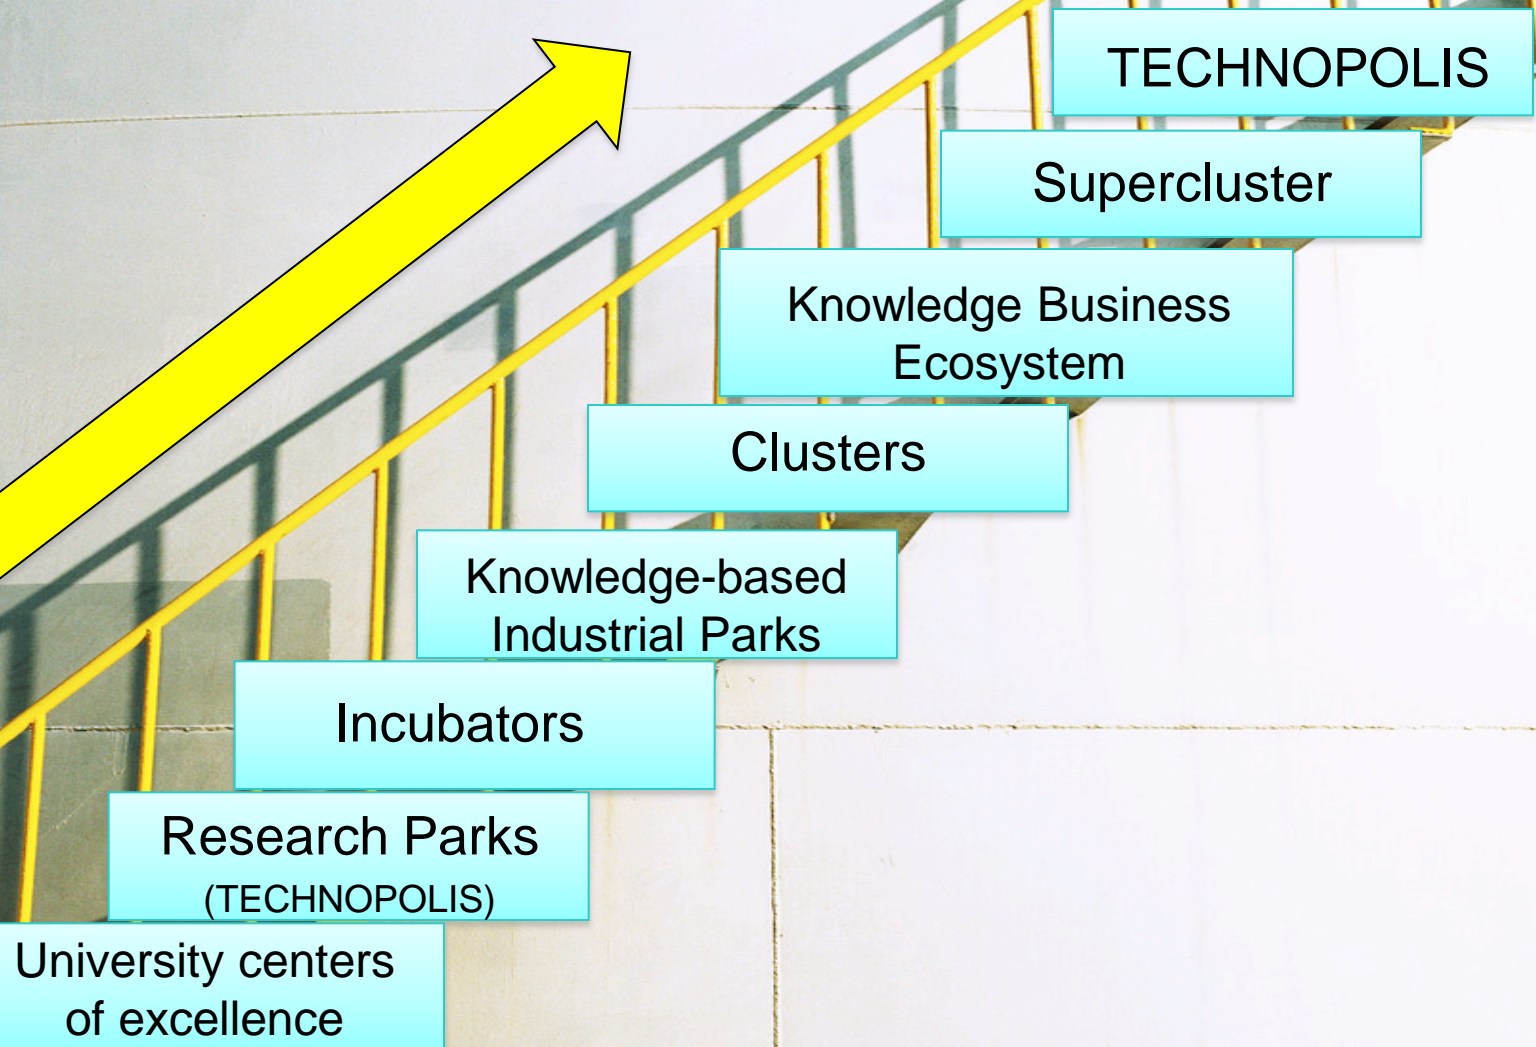 TECHNOPOLIS
Supercluster
Knowledge Business
Ecosystem
Clusters
Knowledge-based
Industrial Parks
Incubators
Research Parks
(TECHNOPOLIS)
University centers
of excellence